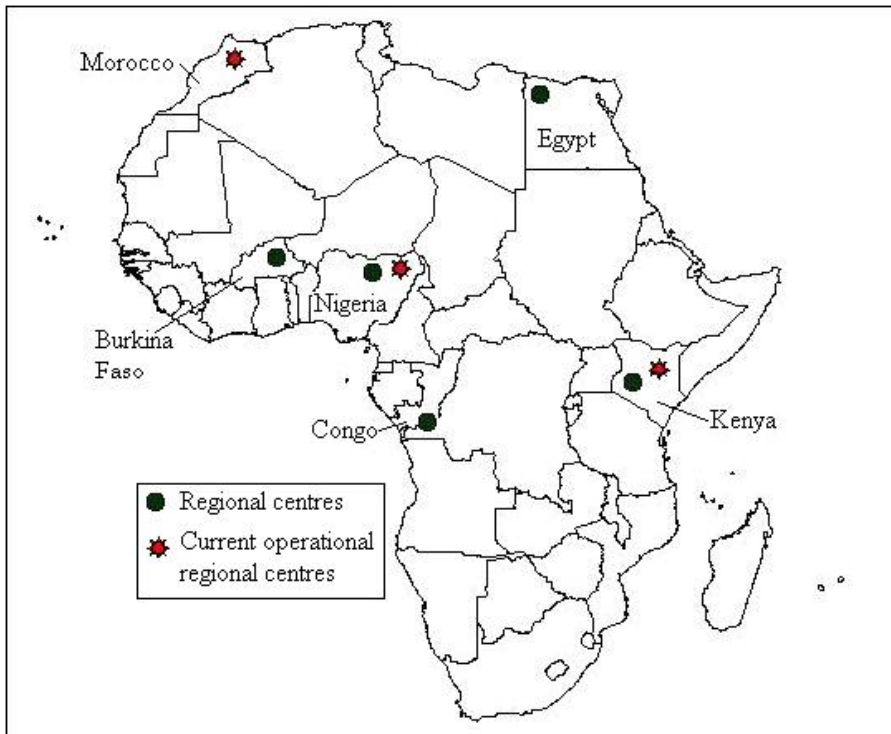 Morocco
Egypt
Nigeria
Burkina
Faso
Congo
Kenya
Regional centres
Current operational
regional centres